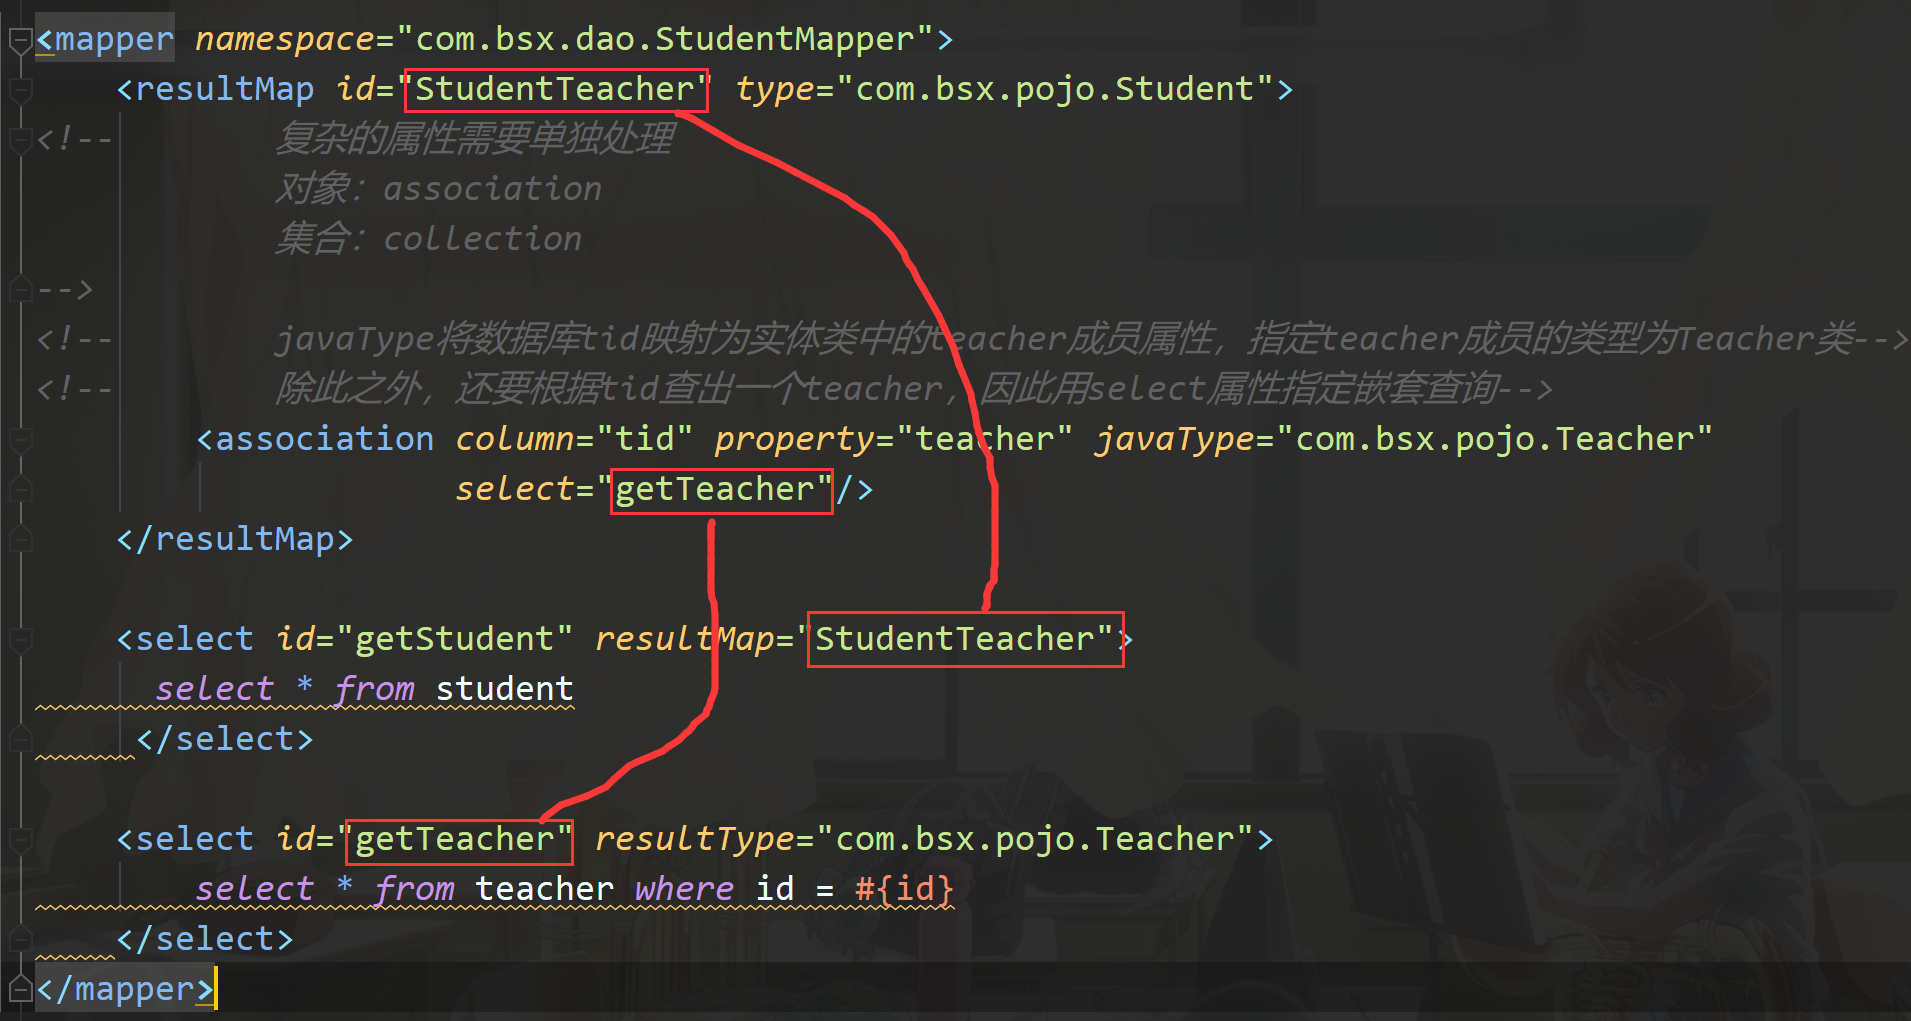 <mapper namespace="com.bsx.dao.StudentMapper">
<resultMap id="StudentTeacher" type="com.bsx.pojo.Student">
<!-- 复杂的属性需要单独处理
对象：association
集合：collection
-->
<!-- javaType将数据库tid映射为实体类中的teacher成员属性，指定teacher成员的类型为Teacher类-->
<!-- 除此之外，还要根据tid查出一个teacher，因此用select属性指定嵌套查询-->
<association column="tid" property="teacher" javaType="com.bsx.pojo.Teacher"
select="getTeacher"/>
</resultMap>
<select id="getStudent" resultMap="StudentTeacher">
select * from student
</select>
<select id="getTeacher" resultType="com.bsx.pojo.Teacher">
select * from teacher where id = #{id}
</select>
</mapper>